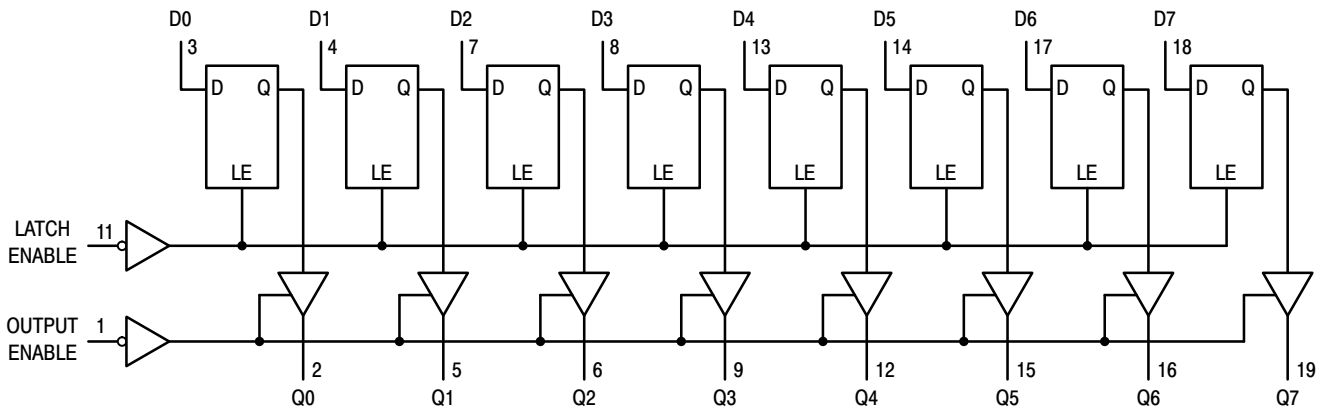 D0 D1 D2 D3 D4 D5 D6 D7
3 4 7 8 13 14 17 18
D Q D Q D Q D Q D Q D Q D Q D Q
LE LE LE LE LE LE LE LE
LATCH
ENABLE
11
OUTPUT
ENABLE
1
2 5 6 9 12 15 16 19
Q0 Q1 Q2 Q3 Q4 Q5 Q6 Q7